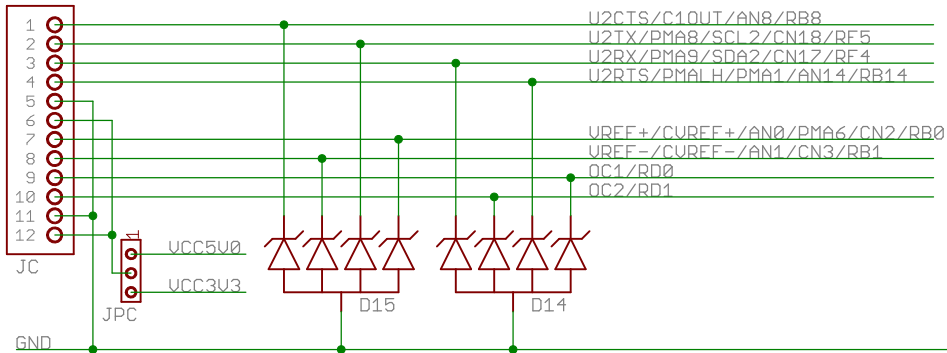 1 U2CTS/C1OUT/AN8/RB8
2 U2TX/PMA8/SCL2/CN18/RF5
3 U2RX/PMA9/SDA2/CN17/RF4
4 U2RTS/PMALH/PMA1/AN14/RB14
5
6
7 VREF+/CVREF+/AN0/PMA6/CN2/RB0
8 VREF-/CVREF-/AN1/CN3/RB1
9 OC1/RD0
10 OC2/RD1
11
12
1
JC
VCC5V0
VCC3V3
JPC
D15
D14
GND